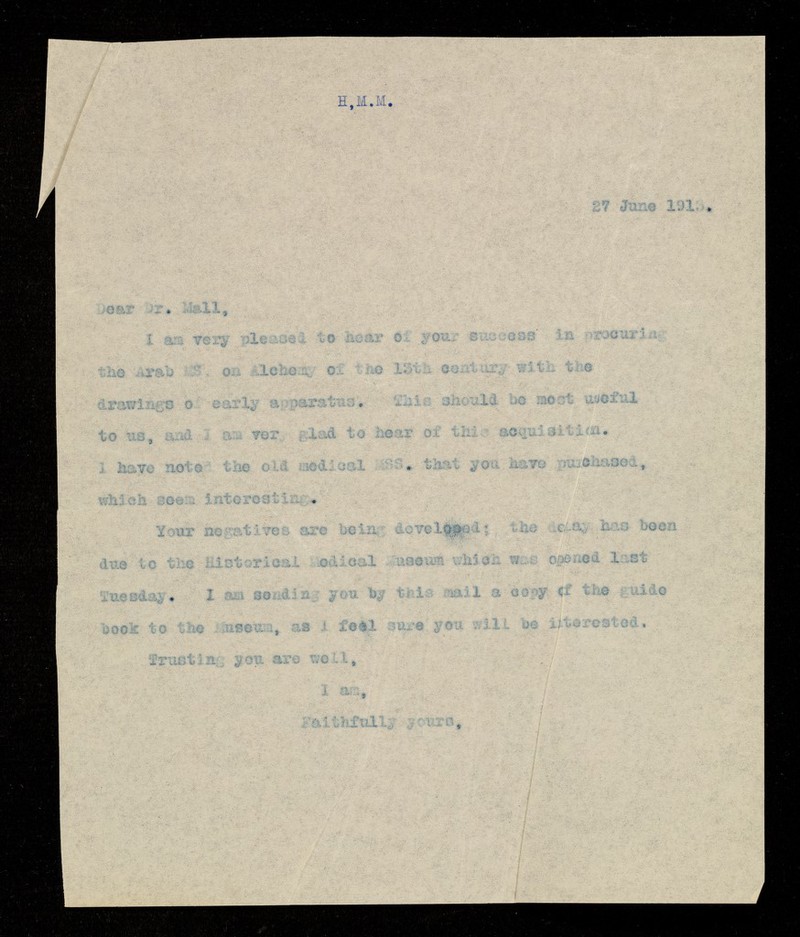 H,M.M.
27 June 1913.
Dear Dr. Mall,
I am very pleased to hear of your success in procuring
the Arab MS. on Alchemy of the 13th century with the
drawings of early apparatus. This should be most useful
to us, and I am very glad to hear of this acquisition.
I have noted the old medical MSS. that you have purchased,
which seem interesting.
Your negatives are being developed; the delay has been
due to the Historical Medical Museum which was opened last
Tuesday. I am sending you by this mail a copy of the guide
book to the Museum, as I feel sure you will be interested.
Trusting you are well,
I am,
Faithfully yours,